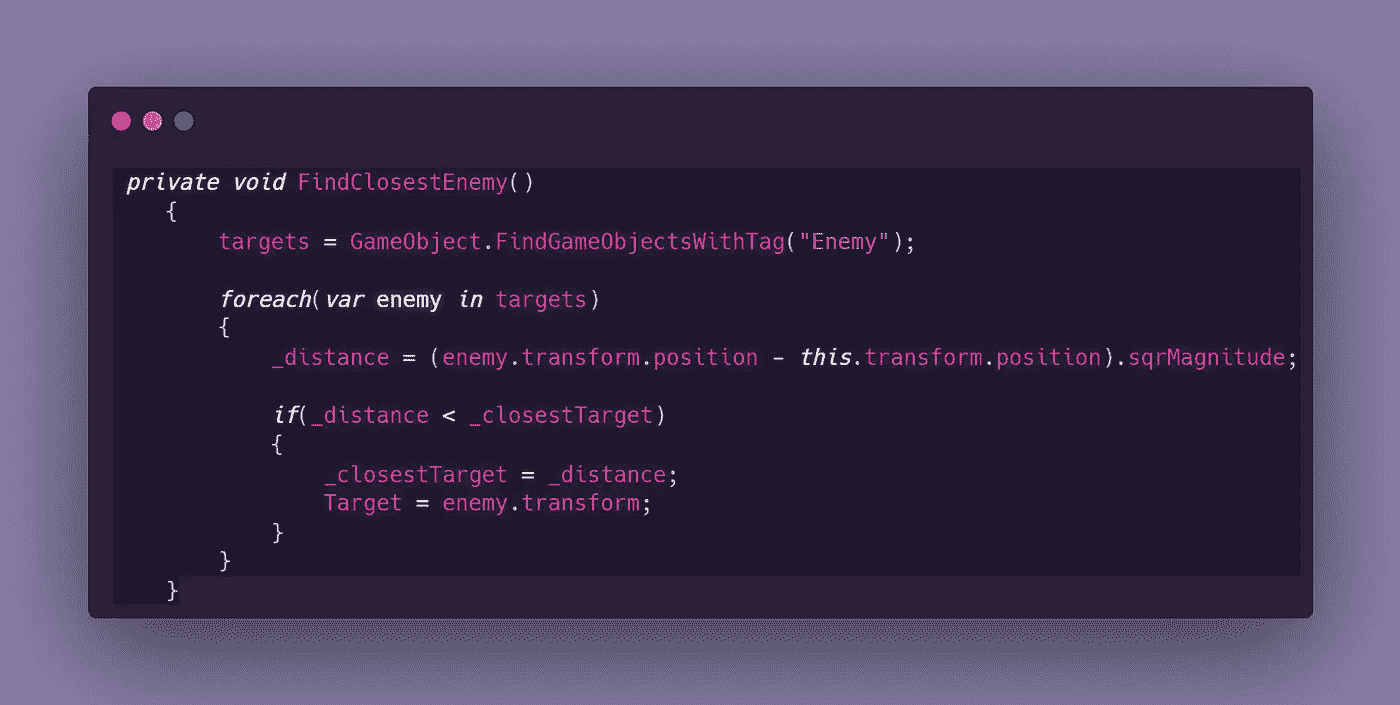 private void FindClosestEnemy()
{
targets = GameObject.FindGameObjectsWithTag("Enemy");
foreach(var enemy in targets)
{
_distance = (enemy.transform.position - this.transform.position).sqrMagnitude;
if(_distance < _closestTarget)
{
_closestTarget = _distance;
Target = enemy.transform;
}
}
}